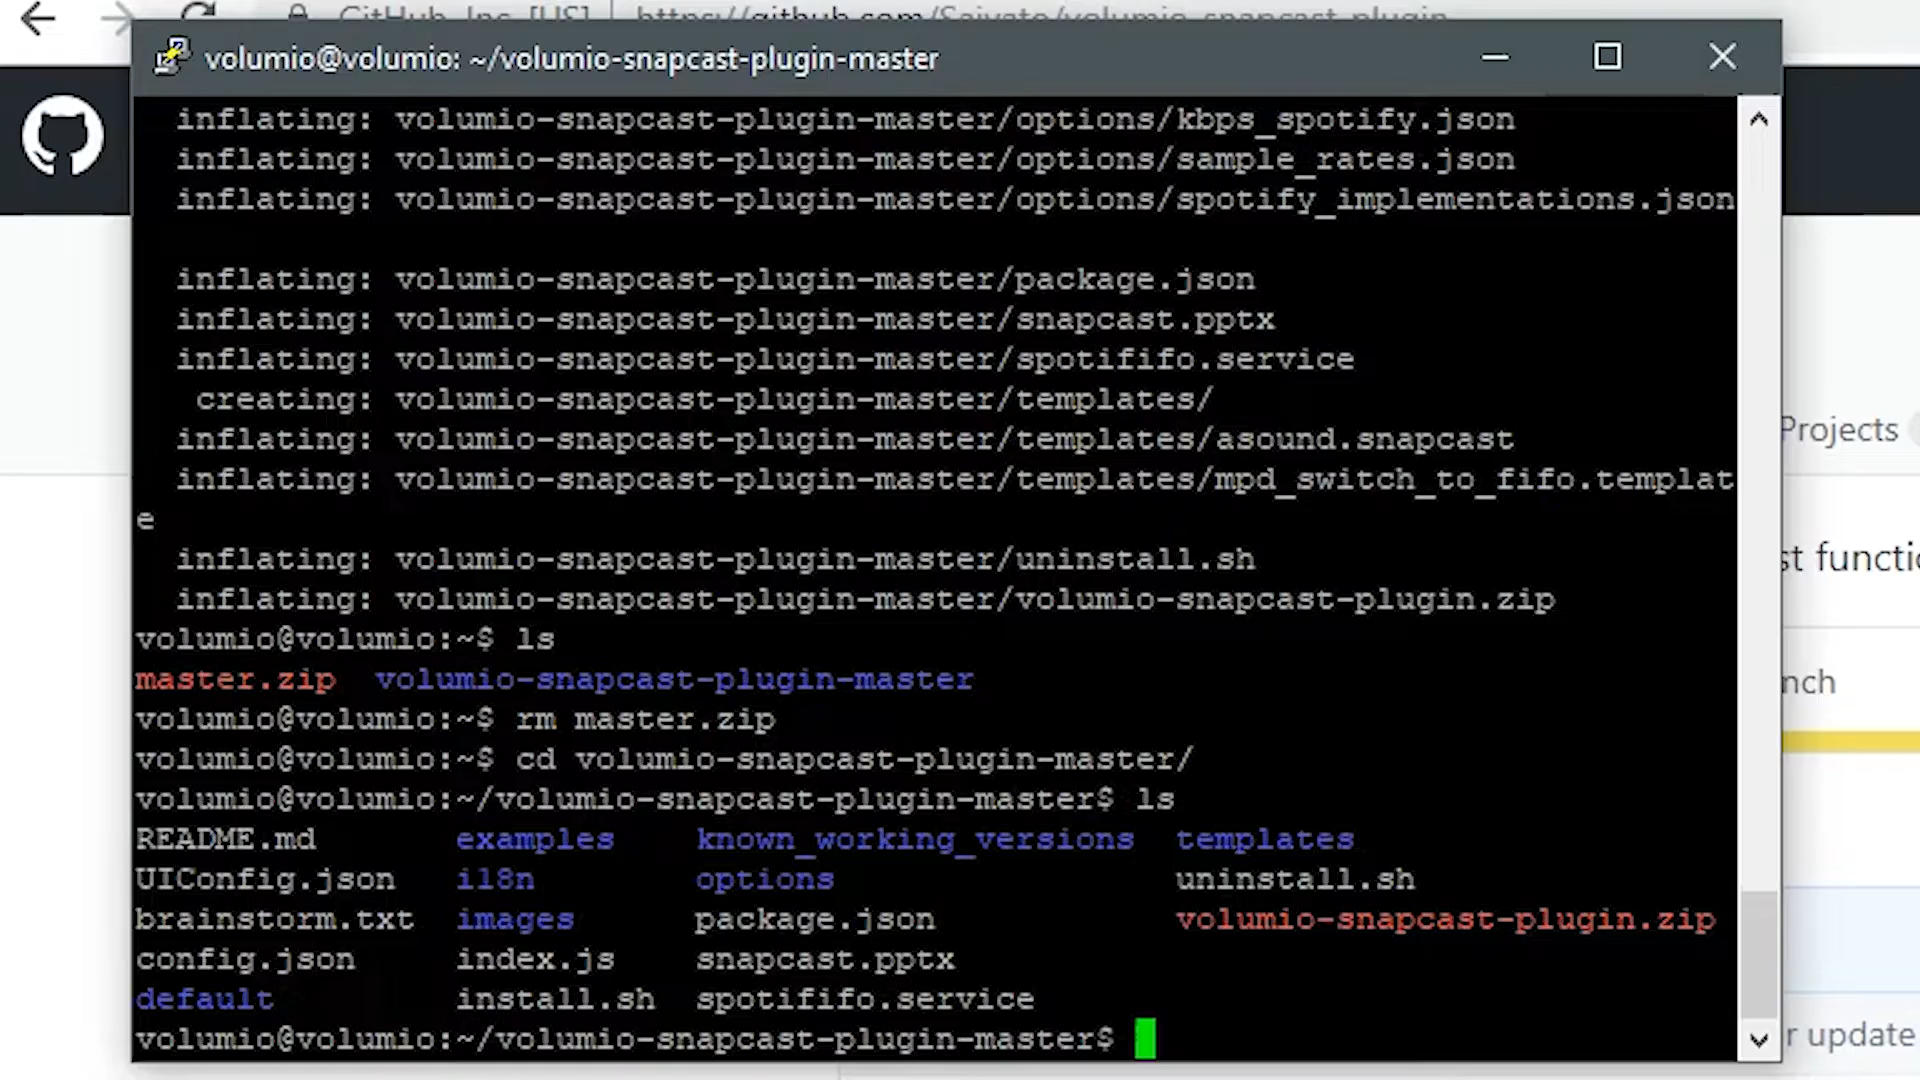 volumio@volumio: ~/volumio-snapcast-plugin-master
inflating: volumio-snapcast-plugin-master/options/kbps_spotify.json
inflating: volumio-snapcast-plugin-master/options/sample_rates.json
inflating: volumio-snapcast-plugin-master/options/spotify_implementations.json
inflating: volumio-snapcast-plugin-master/package.json
inflating: volumio-snapcast-plugin-master/snapcast.pptx
inflating: volumio-snapcast-plugin-master/spotififo.service
creating: volumio-snapcast-plugin-master/templates/
inflating: volumio-snapcast-plugin-master/templates/asound.snapcast
inflating: volumio-snapcast-plugin-master/templates/mpd_switch_to_fifo.templat
e
inflating: volumio-snapcast-plugin-master/uninstall.sh
inflating: volumio-snapcast-plugin-master/volumio-snapcast-plugin.zip
volumio@volumio:~$ ls
master.zip volumio-snapcast-plugin-master
volumio@volumio:~$ rm master.zip
volumio@volumio:~$ cd volumio-snapcast-plugin-master/
volumio@volumio:~/volumio-snapcast-plugin-master$ ls
README.md examples known_working_versions templates
UIConfig.json i18n options uninstall.sh
brainstorm.txt images package.json volumio-snapcast-plugin.zip
config.json index.js snapcast.pptx
default install.sh spotififo.service
volumio@volumio:~/volumio-snapcast-plugin-master$
Projects
st functi
nch
r update